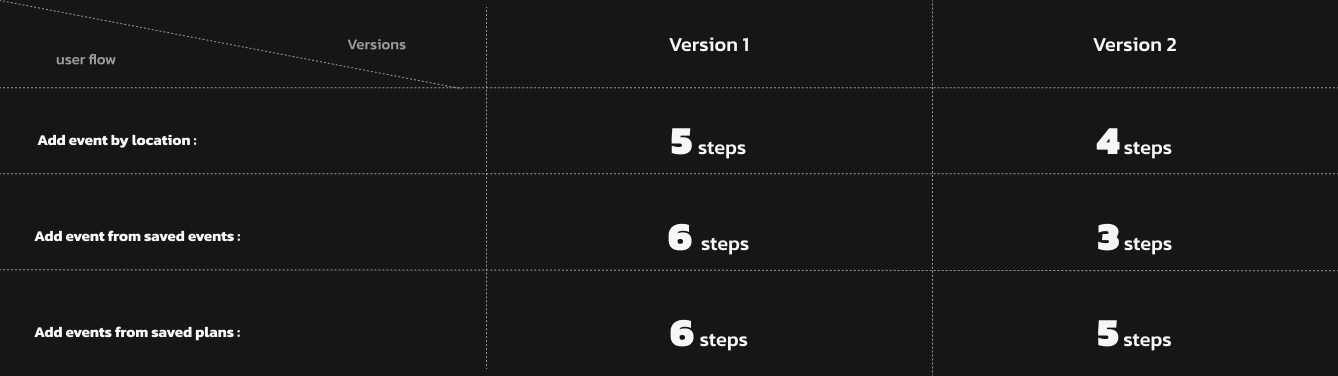 Versions
user flow
Version 1
Version 2
Add event by location :
5 steps
4 steps
Add event from saved events :
6 steps
3 steps
Add events from saved plans :
6 steps
5 steps